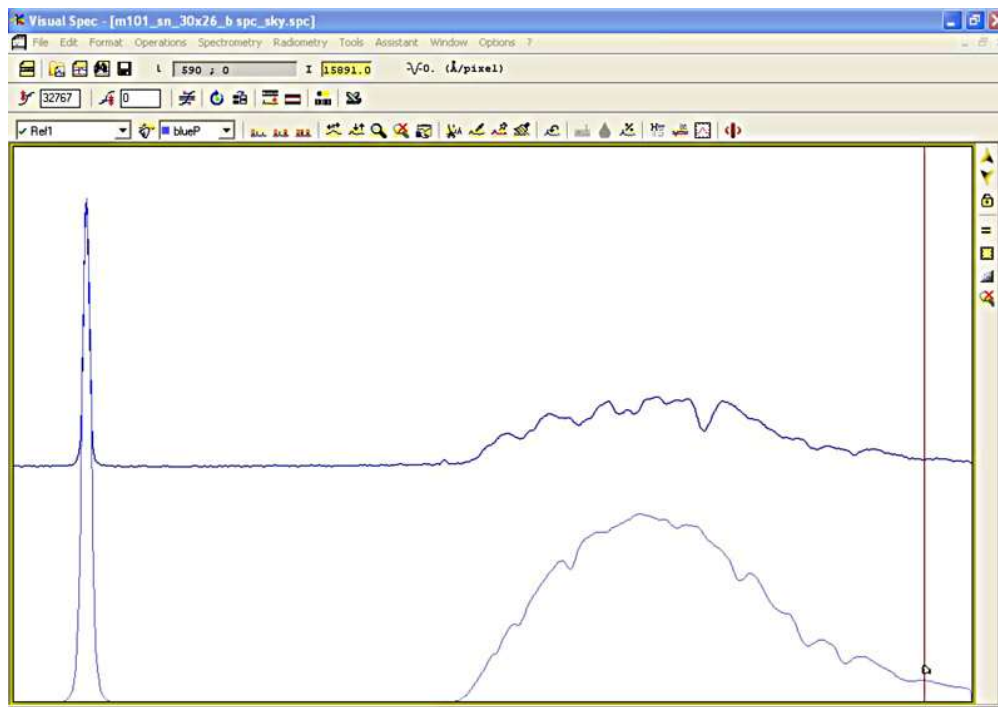 Visual Spec - [m101_sn_30x26_b spc_sky.spc]
File Edit Format Operations Spectrometry Radiometry Tools Assistant Window Options ?
590 ; 0 I 15891.0 0. (Å/pixel)
32767 0
Ref1 blueP